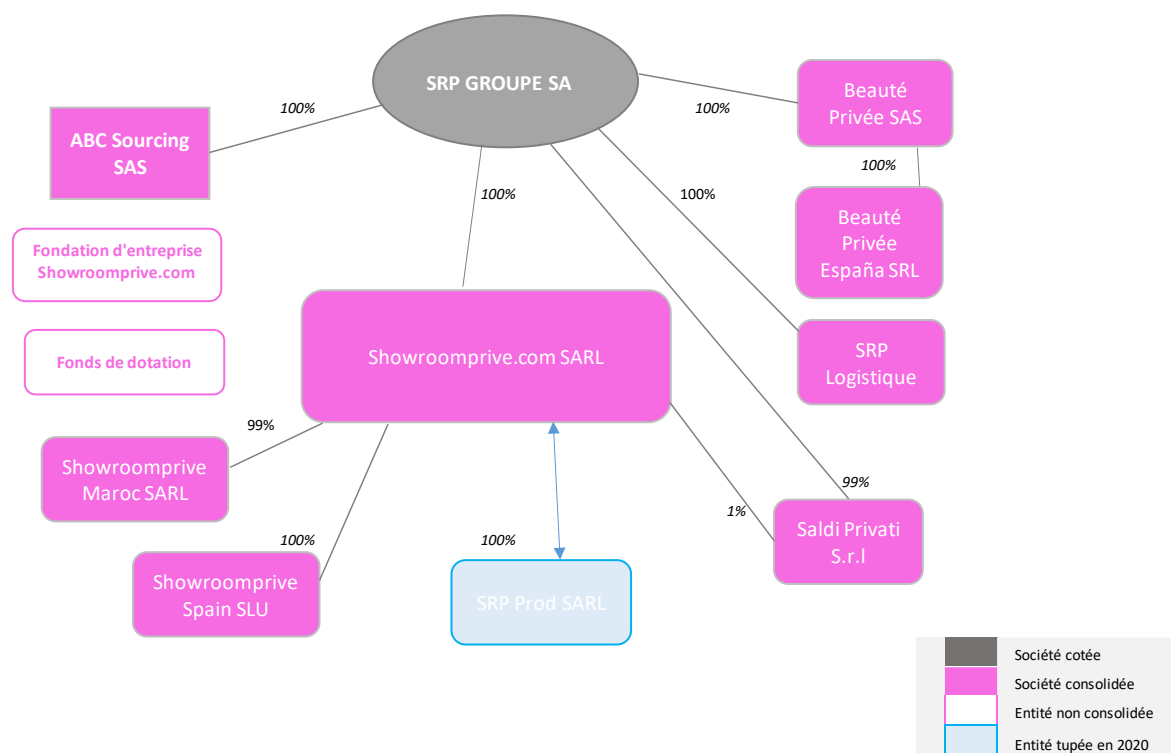 SRP GROUPE SA
100%
ABC Sourcing
SAS
100%
Beauté
Privée SAS
100%
Beauté
Privée
España SRL
100%
100%
Fondation d'entreprise
Showroomprive.com
Fonds de dotation
Showroomprive.com SARL
SRP
Logistique
99%
Showroomprive
Maroc SARL
100%
Showroomprive
Spain SLU
100%
SRP Prod SARL
1%
99%
Saldi Privati
S.r.l
Société cotée
Société consolidée
Entité non consolidée
Entité tupée en 2020